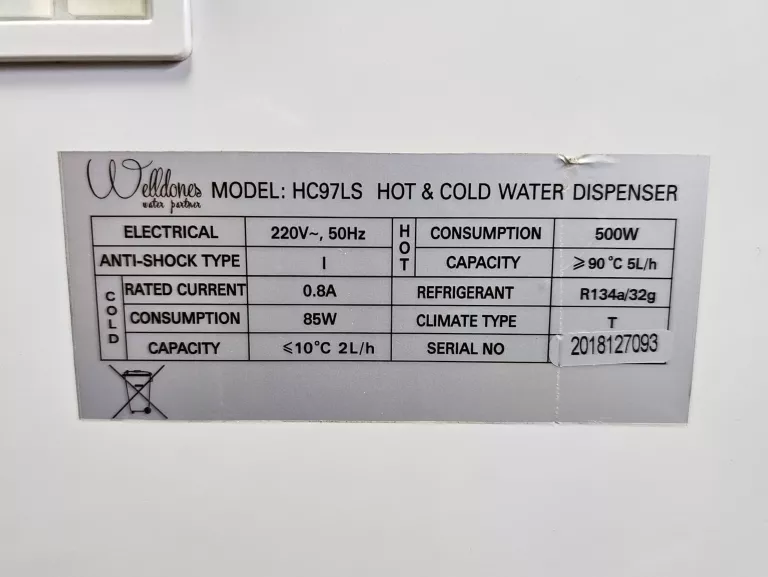 Welldones
water partner
MODEL: HC97LS HOT & COLD WATER DISPENSER
ELECTRICAL 220V~, 50Hz
ANTI-SHOCK TYPE I
COLD
RATED CURRENT 0.8A
CONSUMPTION 85W
CAPACITY ≤10°C 2L/h
HOT
CONSUMPTION 500W
CAPACITY ≥90°C 5L/h
REFRIGERANT R134a/32g
CLIMATE TYPE T
SERIAL NO 2018127093